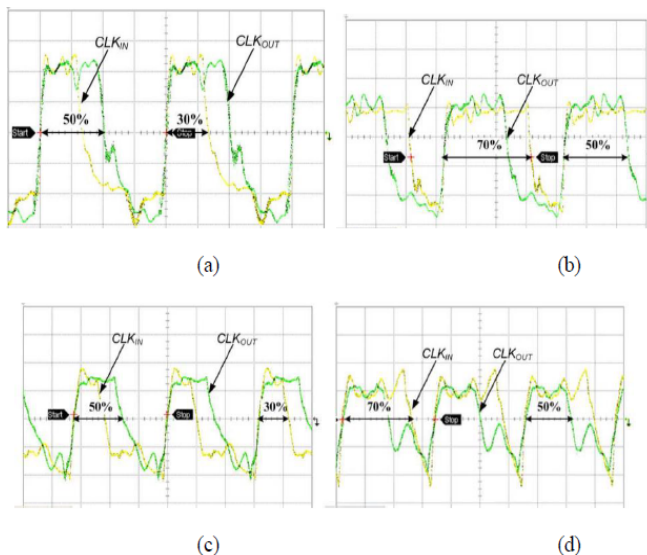 CLKIN
CLKOUT
50%
30%
Start
Stop
(a)
CLKIN
CLKOUT
70%
50%
Start
Stop
(b)
CLKIN
CLKOUT
50%
30%
Start
Stop
(c)
CLKIN
CLKOUT
70%
50%
Stop
(d)